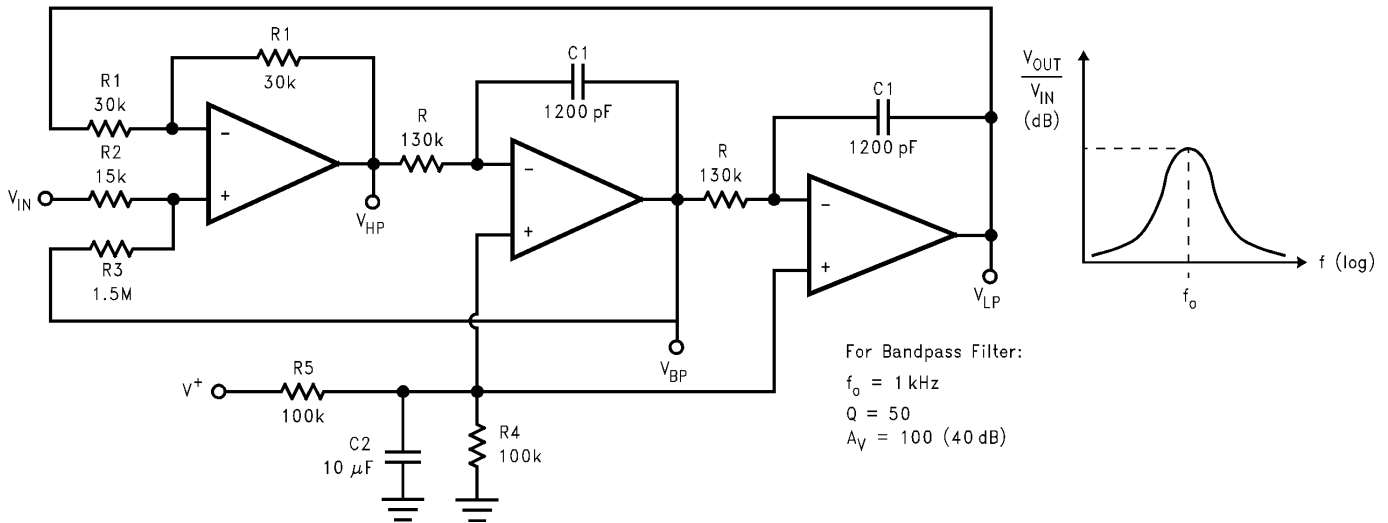 R1
30k
R1
30k
R2
15k
V_IN
R3
1.5M
−
+
V_HP
R
130k
C1
1200 pF
−
+
V_BP
R
130k
C1
1200 pF
−
+
V_LP
V⁺
R5
100k
C2
10 μF
R4
100k
V_OUT
V_IN
(dB)
f (log)
f_o
For Bandpass Filter:
f_o = 1 kHz
Q = 50
A_V = 100 (40 dB)